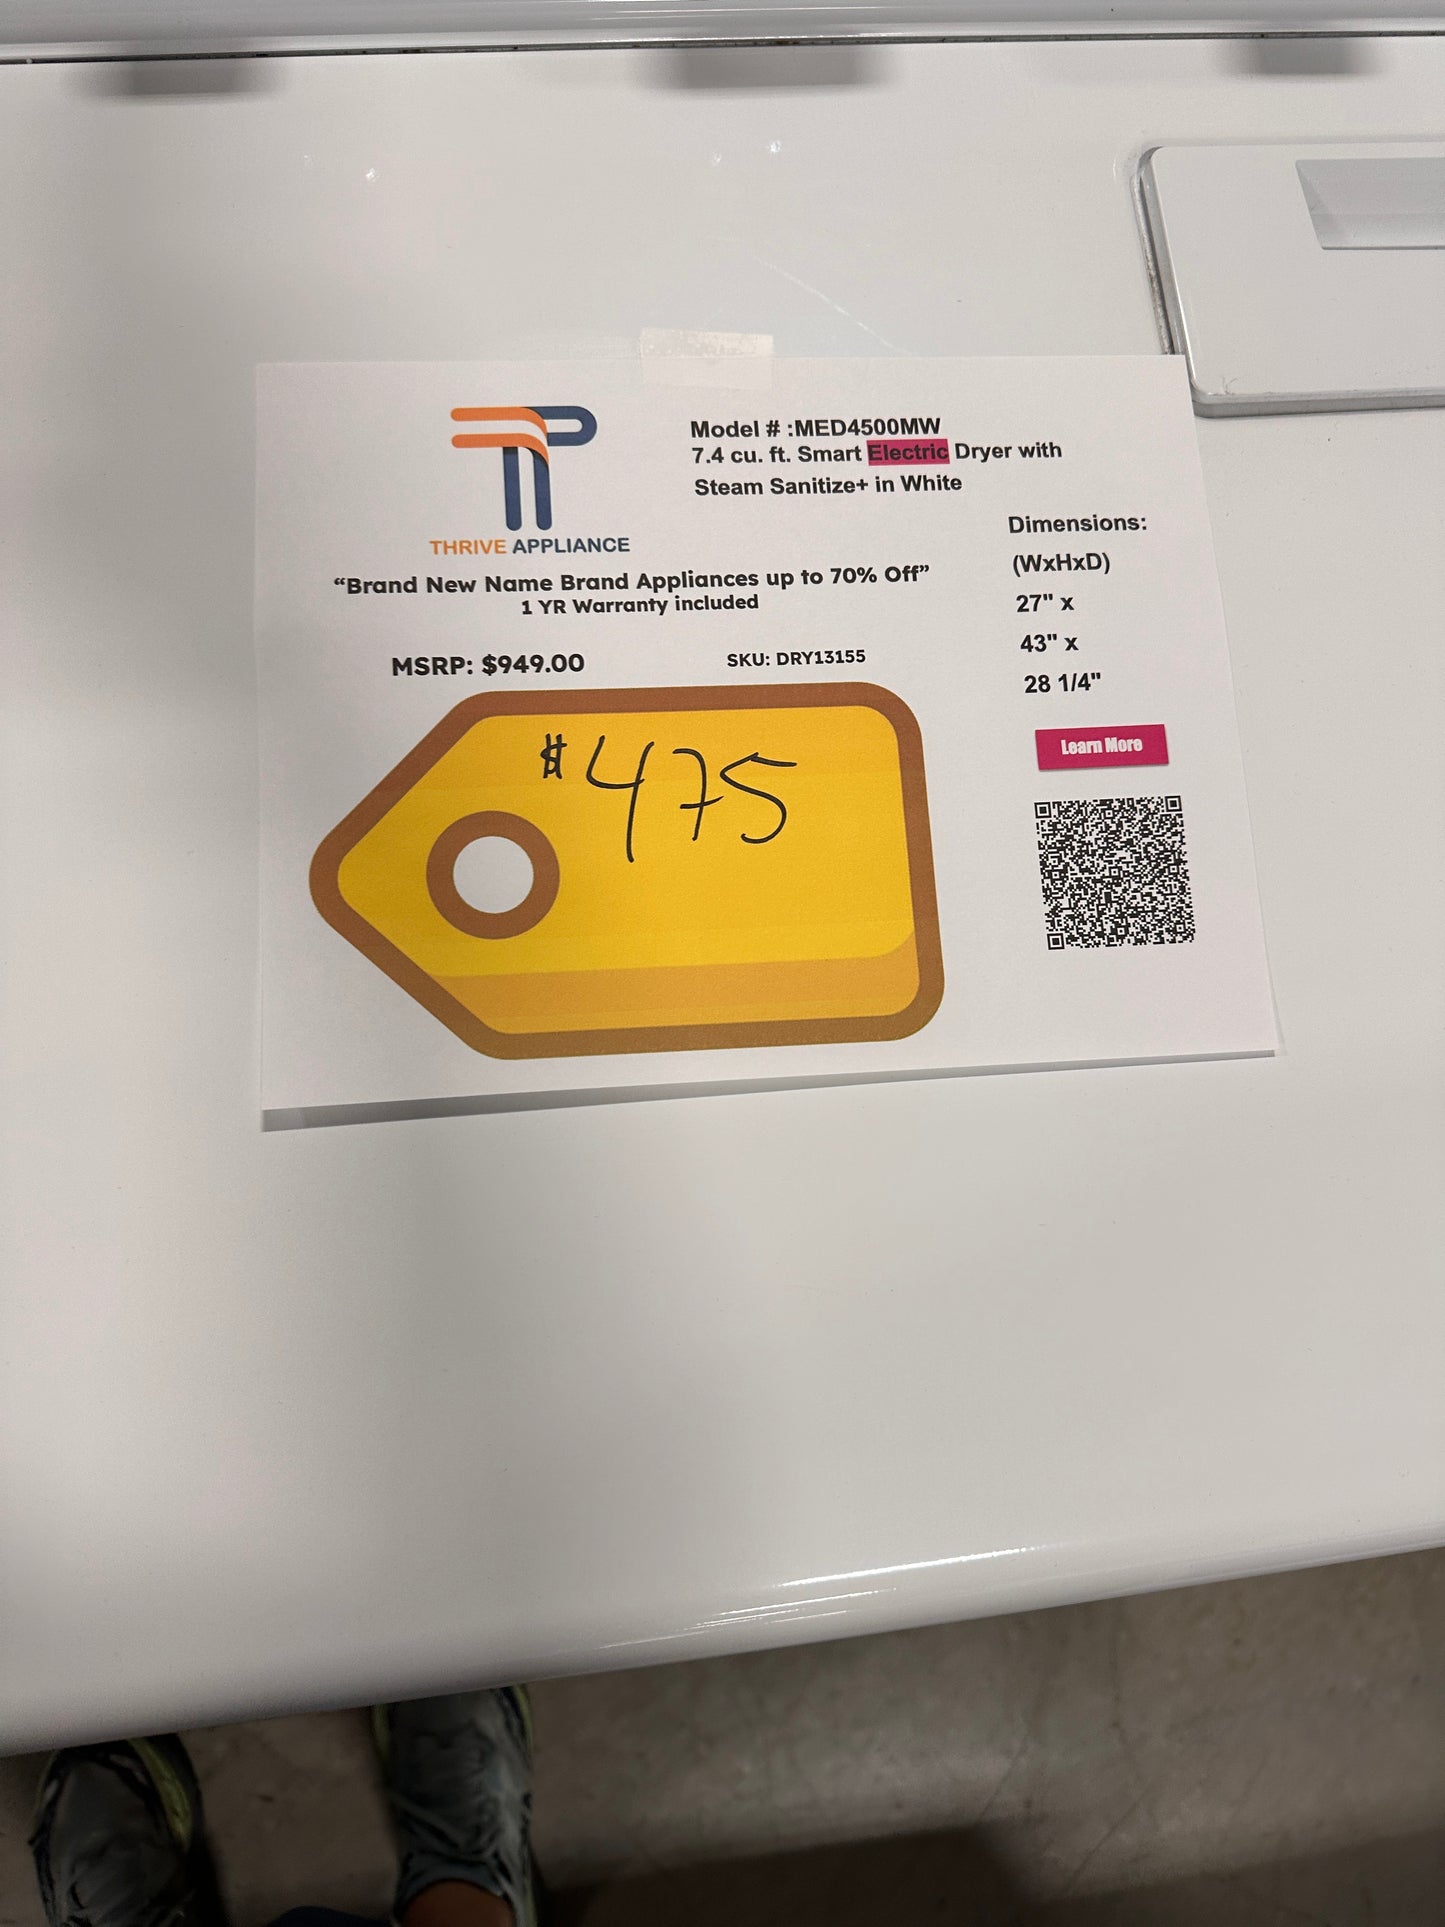 Model # :MED4500MW
7.4 cu. ft. Smart Electric Dryer with
Steam Sanitize+ in White
THRIVE APPLIANCE
“Brand New Name Brand Appliances up to 70% Off”
1 YR Warranty included
MSRP: $949.00
SKU: DRY13155
$475
Dimensions:
(WxHxD)
27" x
43" x
28 1/4"
Learn More